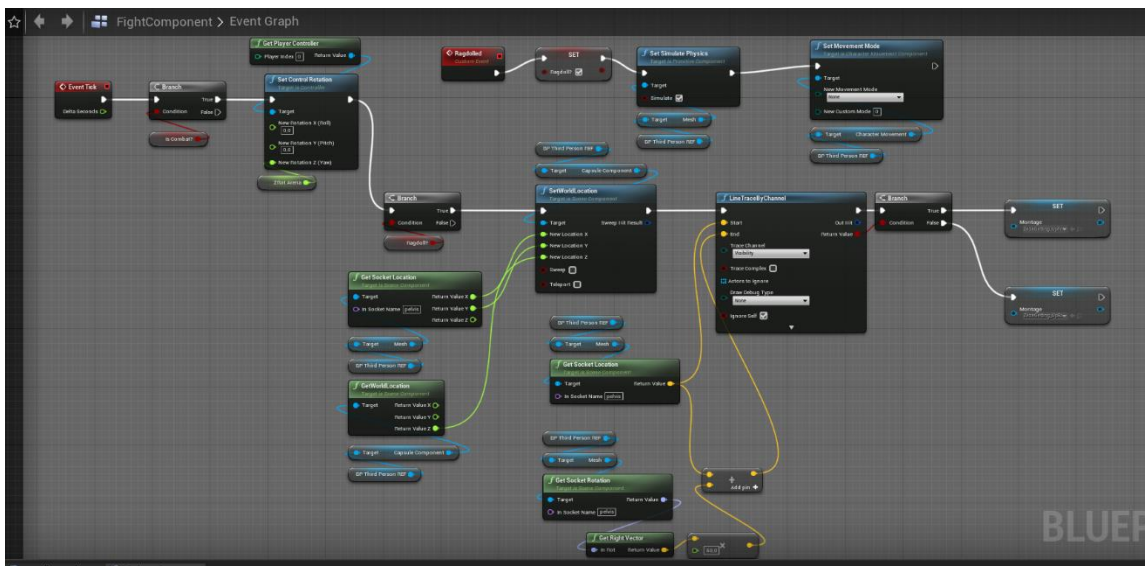 FightComponent > Event Graph
Get Player Controller
Player Index 0 Return Value
Event Tick
Delta Seconds
Branch
True
Condition False
Is Combat?
Set Control Rotation
Target is Controller
Target
New Rotation X (Roll)
0.0
New Rotation Y (Pitch)
0.0
New Rotation Z (Yaw)
ZRot Arena
Ragdolled
Custom Event
SET
Ragdoll?
Set Simulate Physics
Target is Primitive Component
Target
Simulate
Target Mesh
BP Third Person REF
Set Movement Mode
Target is Character Movement Component
Target
New Movement Mode
None
New Custom Mode 0
Target Character Movement
BP Third Person REF
Branch
True
Condition False
Ragdoll?
BP Third Person REF
Target Capsule Component
SetWorldLocation
Target is Scene Component
Target Sweep Hit Result
New Location X
New Location Y
New Location Z
Sweep
Teleport
LineTraceByChannel
Start Out Hit
End Return Value
Trace Channel
Visibility
Trace Complex
Actors to Ignore
Draw Debug Type
None
Ignore Self
Branch
True
Condition False
SET
Montage
SET
Montage
Get Socket Location
Target is Scene Component
Target Return Value X
In Socket Name pelvis Return Value Y
Return Value Z
Target Mesh
BP Third Person REF
GetWorldLocation
Target is Scene Component
Target Return Value X
Return Value Y
Return Value Z
Target Capsule Component
BP Third Person REF
BP Third Person REF
Target Mesh
Get Socket Location
Target is Scene Component
Target Return Value
In Socket Name pelvis
BP Third Person REF
Target Mesh
Get Socket Rotation
Target is Scene Component
Target Return Value
In Socket Name pelvis
Get Right Vector
In Rot Return Value
+
Add pin +
BLUEP